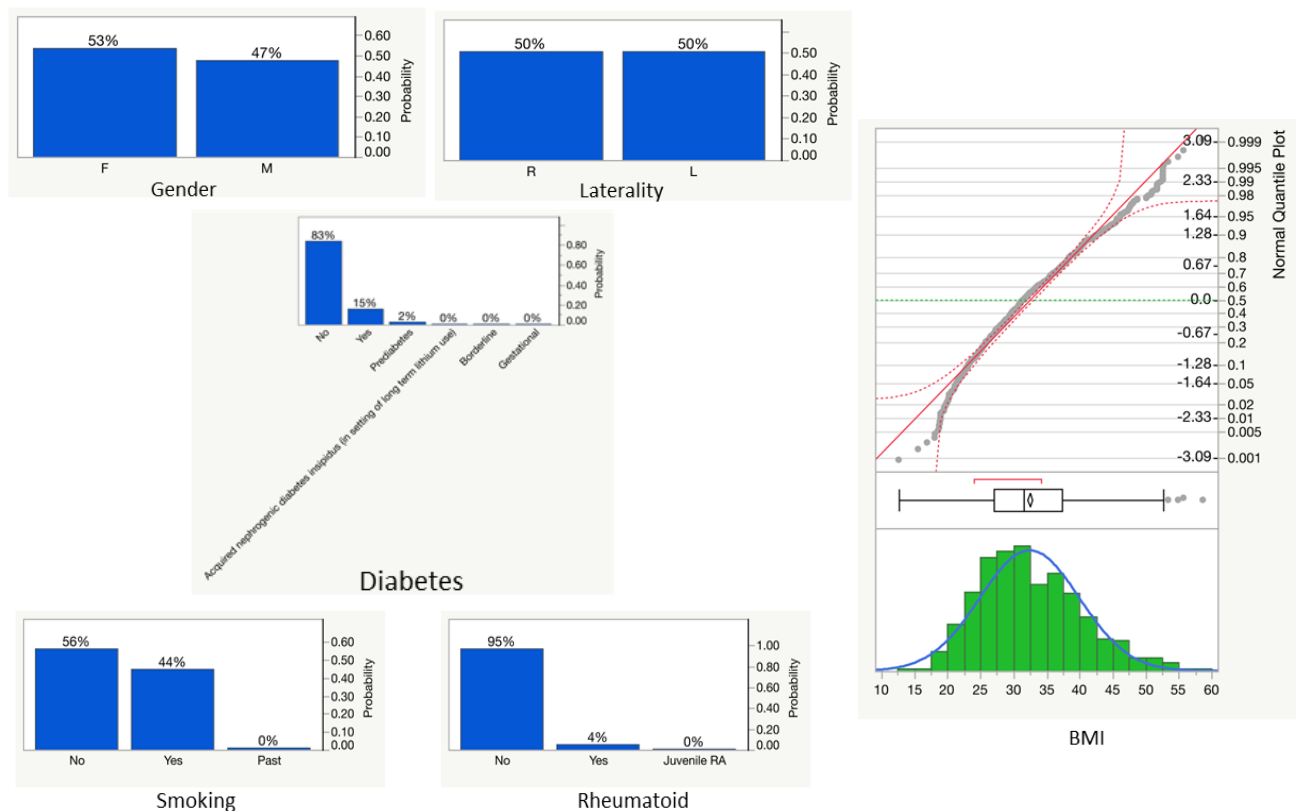 53%
47%
0.60
0.50
0.40
0.30
0.20
0.10
0.00
Probability
F
M
Gender
50%
50%
0.50
0.40
0.30
0.20
0.10
0.00
Probability
R
L
Laterality
83%
15%
2%
0%
0%
0%
0.80
0.60
0.40
0.20
0.00
Probability
No
Yes
Prediabetes
Acquired nephrogenic diabetes insipidus (in setting of long term lithium use)
Borderline
Gestational
Diabetes
56%
44%
0%
0.60
0.50
0.40
0.30
0.20
0.10
0.00
Probability
No
Yes
Past
Smoking
95%
4%
0%
1.00
0.80
0.60
0.40
0.20
0.00
Probability
No
Yes
Juvenile RA
Rheumatoid
3.09 0.999
0.995
2.33 0.99
0.98
1.64 0.95
1.28 0.9
0.8
0.67 0.7
0.6
0.0 0.5
0.4
0.3
-0.67 0.2
-1.28 0.1
-1.64 0.05
0.02
-2.33 0.01
0.005
-3.09 0.001
Normal Quantile Plot
10 15 20 25 30 35 40 45 50 55 60
BMI